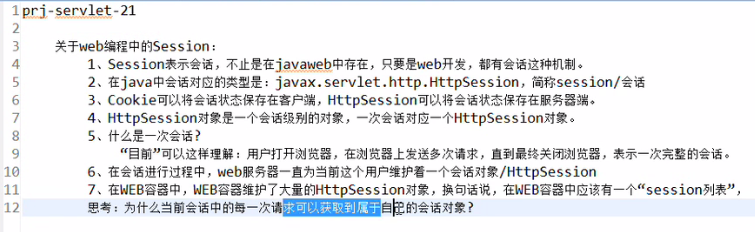 1 prj-servlet-21
2
3 关于web编程中的Session：
4 1、Session表示会话，不止是在javaweb中存在，只要是web开发，都有会话这种机制。
5 2、在java中会话对应的类型是：javax.servlet.http.HttpSession，简称session/会话
6 3、Cookie可以将会话状态保存在客户端，HttpSession可以将会话状态保存在服务器端。
7 4、HttpSession对象是一个会话级别的对象，一次会话对应一个HttpSession对象。
8 5、什么是一次会话？
9 “目前”可以这样理解：用户打开浏览器，在浏览器上发送多次请求，直到最终关闭浏览器，表示一次完整的会话。
10 6、在会话进行过程中，web服务器一直为当前这个用户维护着一个会话对象/HttpSession
11 7、在WEB容器中，WEB容器维护了大量的HttpSession对象，换句话说，在WEB容器中应该有一个“session列表”，
12 思考：为什么当前会话中的每一次请求可以获取到属于自己的会话对象？